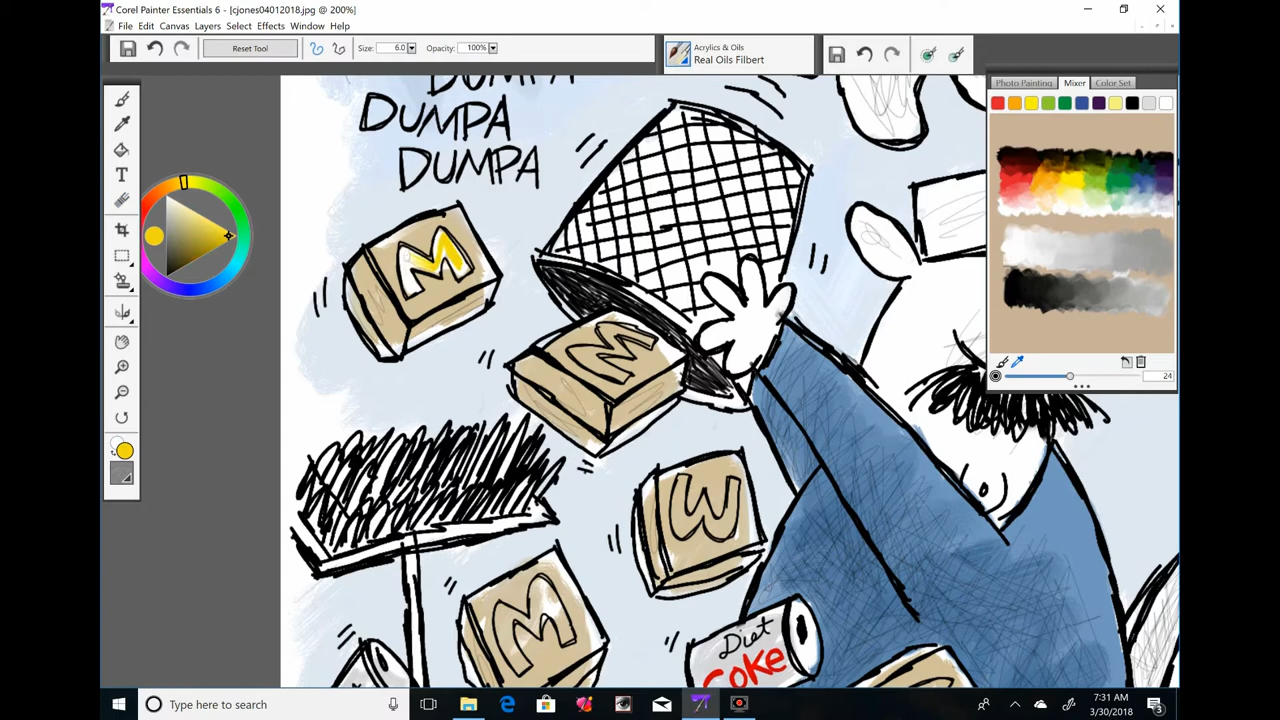 Corel Painter Essentials 6 - [cjones04012018.jpg @ 200%]
File Edit Canvas Layers Select Effects Window Help
Reset Tool Size: 6.0 Opacity: 100%
Acrylics & Oils
Real Oils Filbert
Photo Painting Mixer Color Set
DUMPA
DUMPA
DUMPA
M
M
M
M
24
Diet
Coke
Type here to search
7:31 AM
3/30/2018
3